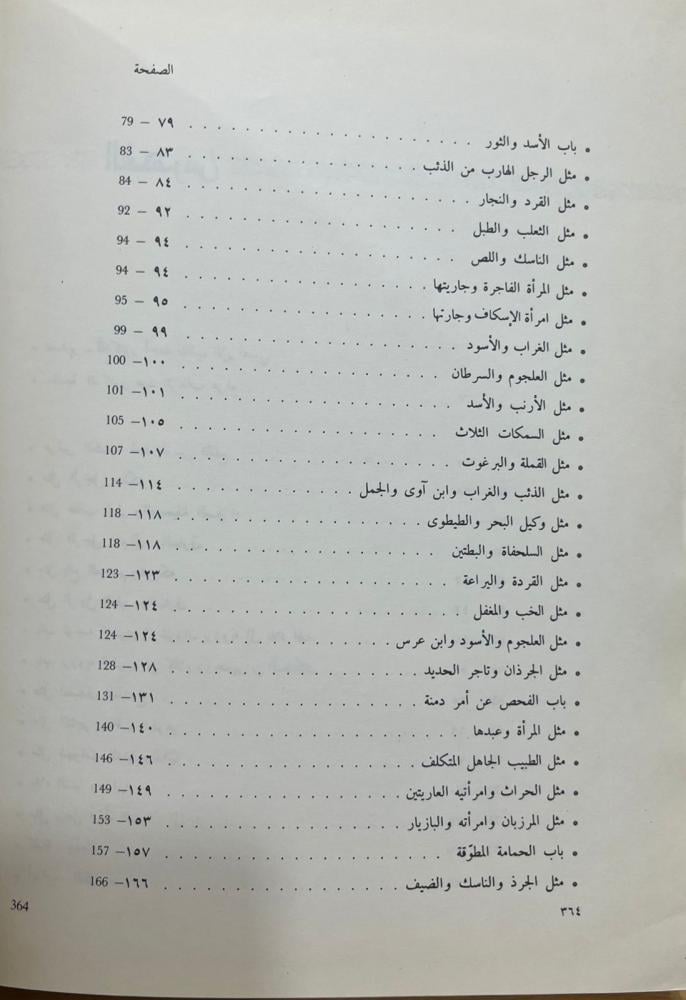 الصفحة
• باب الأسد والثور . . . . . . . . . . . . . . . . . . . . ٧٩ – 79
• مثل الرجل الهارب من الذئب . . . . . . . . . . . . . . . . ٨٣ – 83
• مثل القرد والنجار . . . . . . . . . . . . . . . . . . . . ٨٤ – 84
• مثل الثعلب والطبل . . . . . . . . . . . . . . . . . . . . ٩٢ – 92
• مثل الناسك واللص . . . . . . . . . . . . . . . . . . . . ٩٤ – 94
• مثل المرأة الفاجرة وجاريتها . . . . . . . . . . . . . . . . . . ٩٤ – 94
• مثل امرأة الإسكاف وجارتها . . . . . . . . . . . . . . . . . . ٩٥ – 95
• مثل الغراب والأسود . . . . . . . . . . . . . . . . . . . . ٩٩ – 99
• مثل العلجوم والسرطان . . . . . . . . . . . . . . . . . . . . ١٠٠– 100
• مثل الأرنب والأسد . . . . . . . . . . . . . . . . . . . . ١٠١– 101
• مثل السمكات الثلاث . . . . . . . . . . . . . . . . . . . . ١٠٥– 105
• مثل القملة والبرغوت . . . . . . . . . . . . . . . . . . . . ١٠٧– 107
• مثل الذئب والغراب وابن آوى والجمل . . . . . . . . . . . . . . ١١٤– 114
• مثل وكيل البحر والطيطوى . . . . . . . . . . . . . . . . . . ١١٨– 118
• مثل السلحفاة والبطتين . . . . . . . . . . . . . . . . . . . ١١٨– 118
• مثل القردة واليراعة . . . . . . . . . . . . . . . . . . . . ١٢٣– 123
• مثل الخب والمغفل . . . . . . . . . . . . . . . . . . . . ١٢٤– 124
• مثل العلجوم والأسود وابن عرس . . . . . . . . . . . . . . . . ١٢٤– 124
• مثل الجرذان وتاجر الحديد . . . . . . . . . . . . . . . . . . ١٢٨– 128
• باب الفحص عن أمر دمنة . . . . . . . . . . . . . . . . . . ١٣١– 131
• مثل المرأة وعبدها . . . . . . . . . . . . . . . . . . . . ١٤٠– 140
• مثل الطبيب الجاهل المتكلف . . . . . . . . . . . . . . . . . . ١٤٦– 146
• مثل الحراث وامرأتيه العاريتين . . . . . . . . . . . . . . . . . ١٤٩– 149
• مثل المرزبان وامرأته والبازيار . . . . . . . . . . . . . . . . . ١٥٣– 153
• باب الحمامة المطوّقة . . . . . . . . . . . . . . . . . . . . ١٥٧– 157
• مثل الجرذ والناسك والضيف . . . . . . . . . . . . . . . . . . ١٦٦– 166
٣٦٤ 364